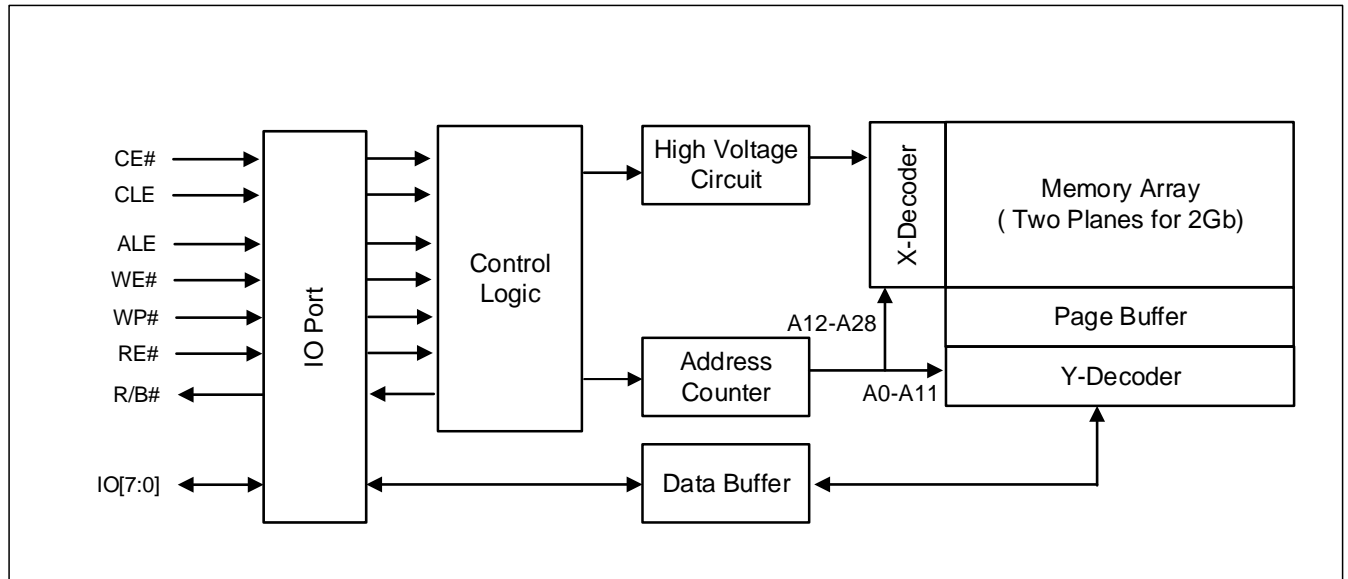 CE#
CLE
ALE
WE#
WP#
RE#
R/B#
IO[7:0]
IO Port
Control
Logic
High Voltage
Circuit
Address
Counter
Data Buffer
A12-A28
A0-A11
X-Decoder
Memory Array
( Two Planes for 2Gb)
Page Buffer
Y-Decoder